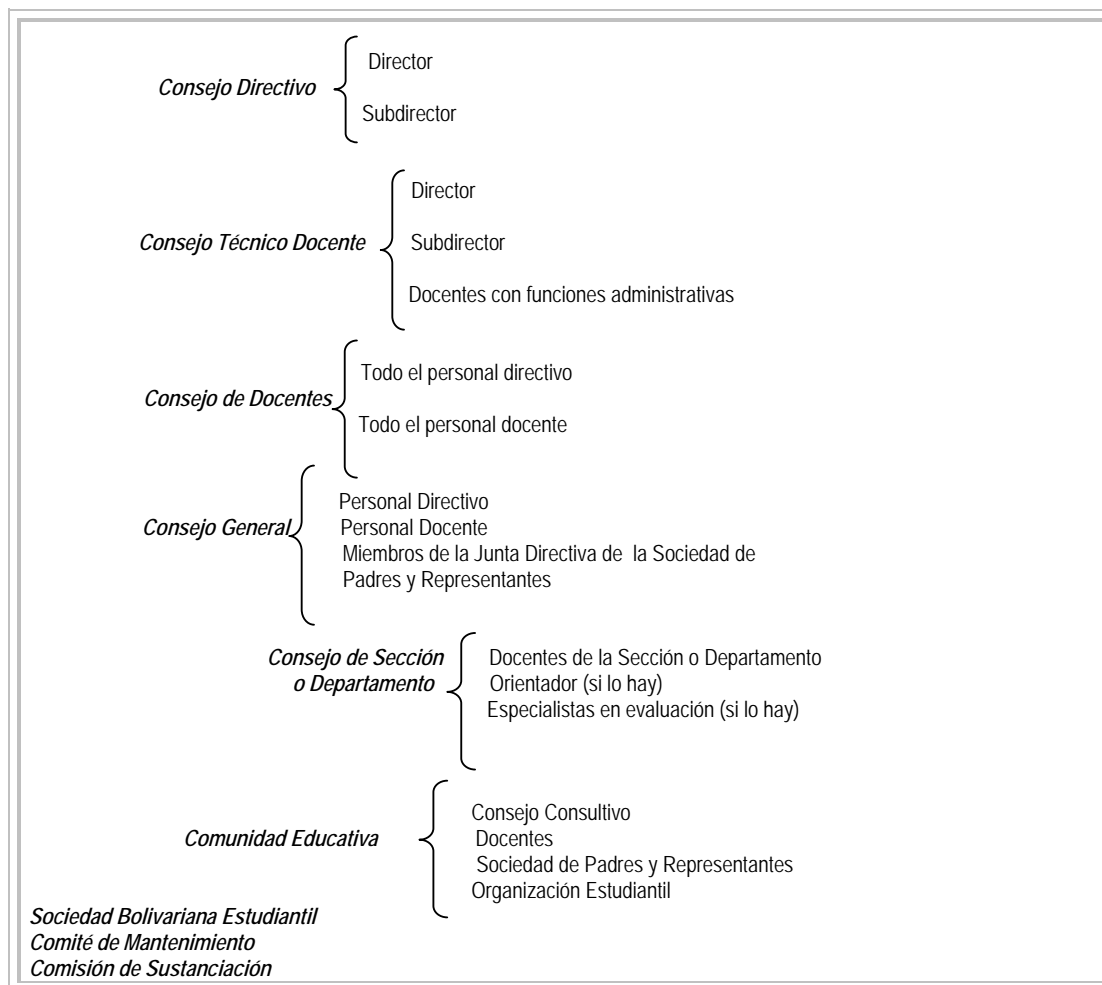 Director
Consejo Directivo
Subdirector
Director
Consejo Técnico Docente
Subdirector
Docentes con funciones administrativas
Todo el personal directivo
Consejo de Docentes
Todo el personal docente
Personal Directivo
Consejo General
Personal Docente
Miembros de la Junta Directiva de la Sociedad de
Padres y Representantes
Consejo de Sección
o Departamento
Docentes de la Sección o Departamento
Orientador (si lo hay)
Especialistas en evaluación (si lo hay)
Comunidad Educativa
Consejo Consultivo
Docentes
Sociedad de Padres y Representantes
Organización Estudiantil
Sociedad Bolivariana Estudiantil
Comité de Mantenimiento
Comisión de Sustanciación